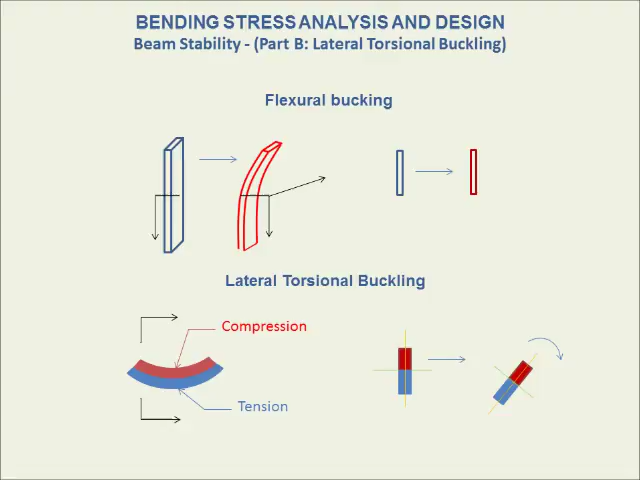 BENDING STRESS ANALYSIS AND DESIGN
Beam Stability - (Part B: Lateral Torsional Buckling)
Flexural bucking
Lateral Torsional Buckling
Compression
Tension